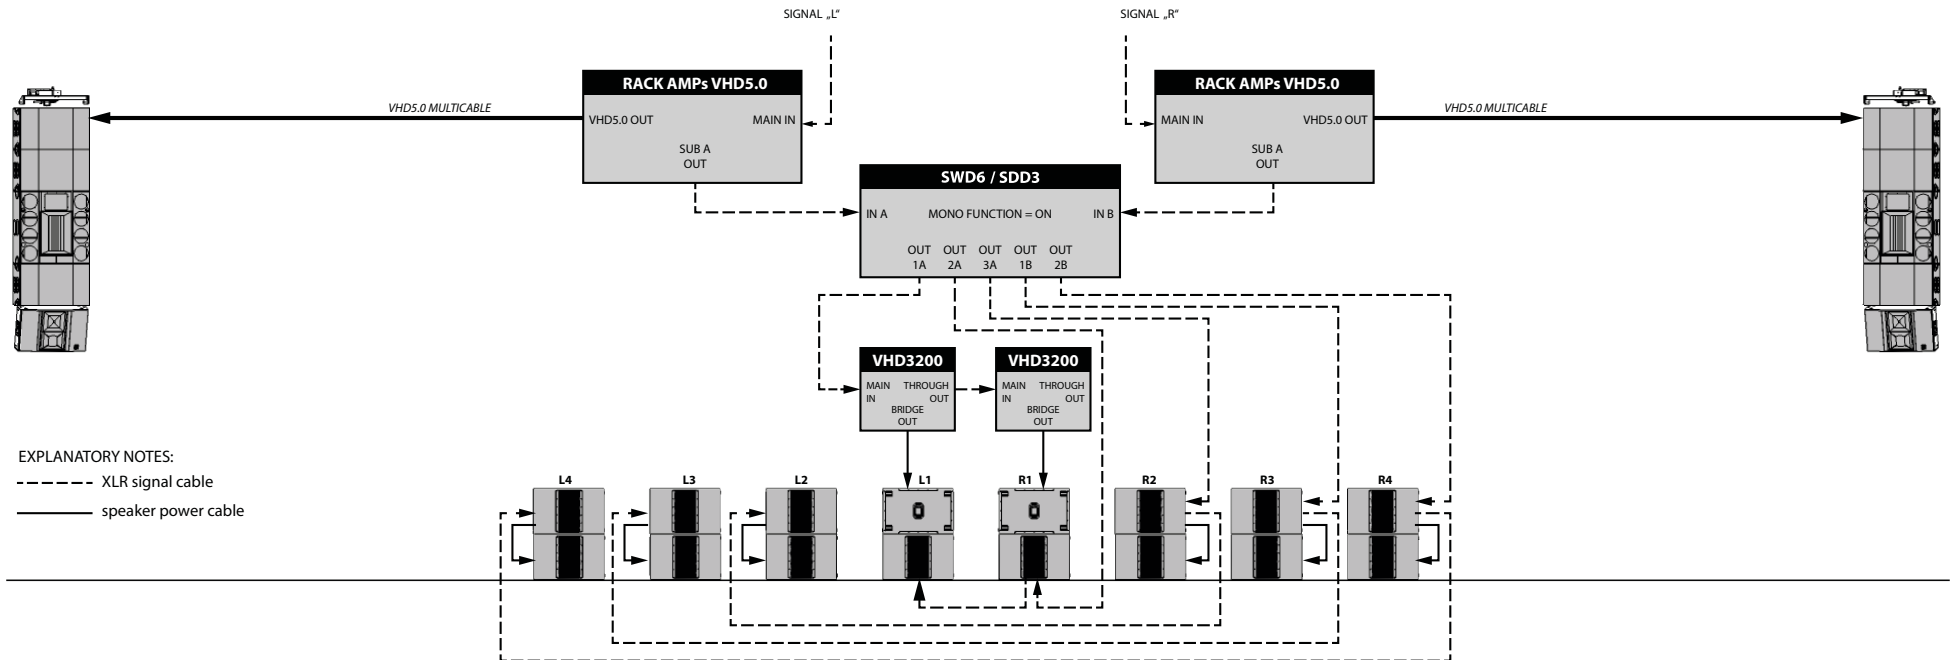 SIGNAL „L“
SIGNAL „R“
RACK AMPs VHD5.0
RACK AMPs VHD5.0
VHD5.0 MULTICABLE
VHD5.0 MULTICABLE
VHD5.0 OUT
MAIN IN
MAIN IN
VHD5.0 OUT
SUB A
OUT
SUB A
OUT
SWD6 / SDD3
IN A
MONO FUNCTION = ON
IN B
OUT OUT OUT OUT OUT
1A 2A 3A 1B 2B
VHD3200
VHD3200
MAIN THROUGH
IN OUT
BRIDGE
OUT
MAIN THROUGH
IN OUT
BRIDGE
OUT
EXPLANATORY NOTES:
XLR signal cable
speaker power cable
L4
L3
L2
L1
R1
R2
R3
R4